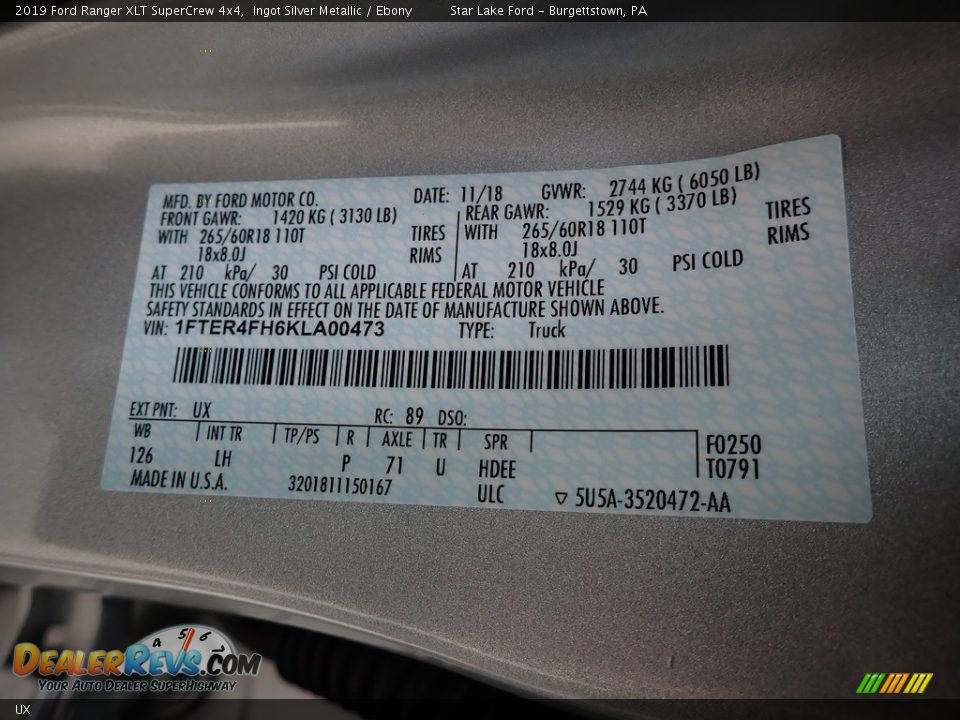 2019 Ford Ranger XLT SuperCrew 4x4, Ingot Silver Metallic / Ebony Star Lake Ford - Burgettstown, PA
MFD. BY FORD MOTOR CO. DATE: 11/18 GVWR: 2744 KG ( 6050 LB)
FRONT GAWR: 1420 KG ( 3130 LB) REAR GAWR: 1529 KG ( 3370 LB)
WITH 265/60R18 110T TIRES WITH 265/60R18 110T TIRES
18x8.0J RIMS 18x8.0J RIMS
AT 210 kPa/ 30 PSI COLD AT 210 kPa/ 30 PSI COLD
THIS VEHICLE CONFORMS TO ALL APPLICABLE FEDERAL MOTOR VEHICLE
SAFETY STANDARDS IN EFFECT ON THE DATE OF MANUFACTURE SHOWN ABOVE.
VIN: 1FTER4FH6KLA00473 TYPE: Truck
EXT PNT: UX RC: 89 DSO:
WB INT TR TP/PS R AXLE TR SPR F0250
126 LH P 71 U HDEE T0791
MADE IN U.S.A. 3201811150167 ULC ▽ 5U5A-3520472-AA
4 5 6
DEALERREVS.COM
YOUR AUTO DEALER SUPERHIGHWAY
UX